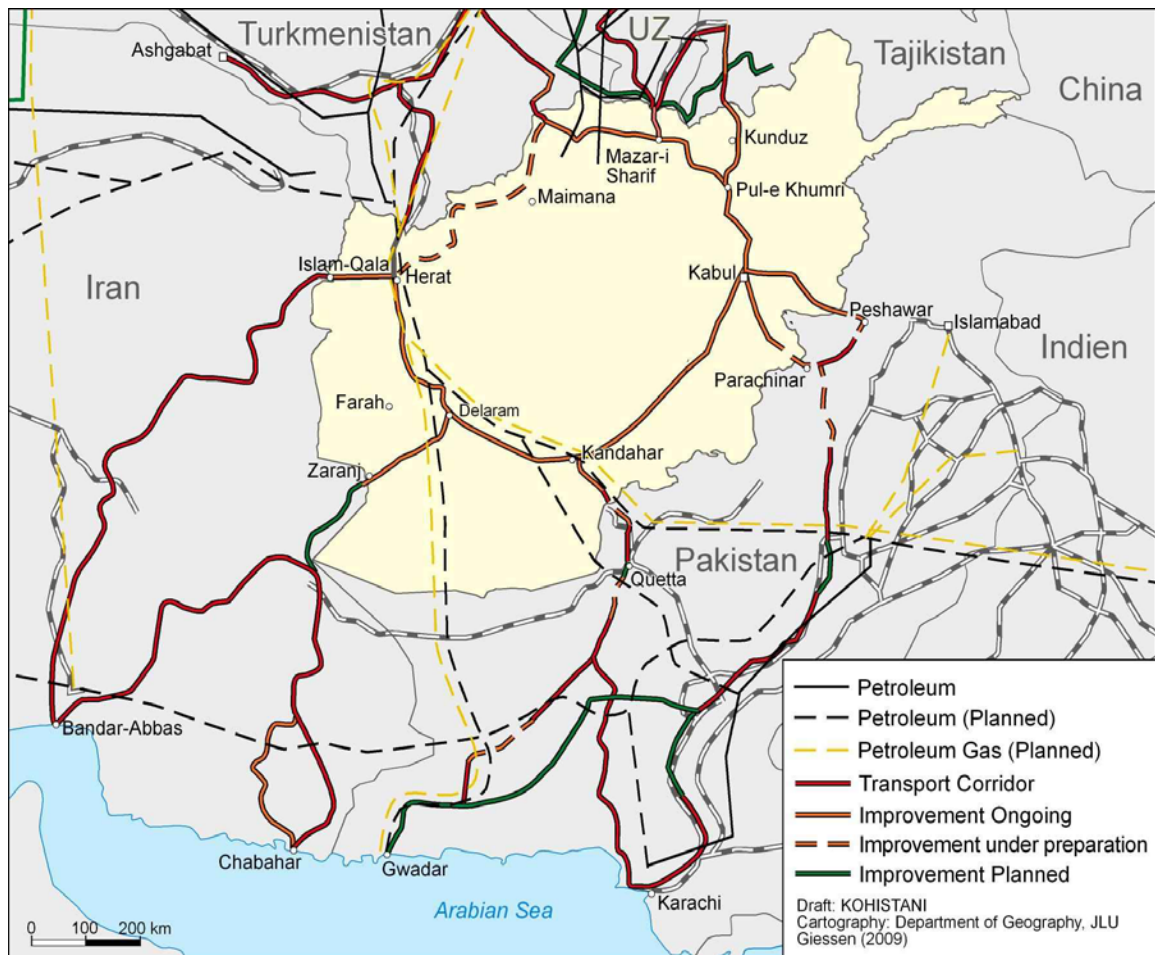 Turkmenistan
UZ
Tajikistan
China
Ashgabat
Kunduz
Mazar-i
Sharif
Pul-e Khumri
Maimana
Iran
Islam-Qala
Herat
Kabul
Peshawar
Islamabad
Indien
Parachinar
Farah
Delaram
Kandahar
Zaranj
Pakistan
Quetta
Bandar-Abbas
Chabahar
Gwadar
Karachi
Arabian Sea
0 100 200 km
Petroleum
Petroleum (Planned)
Petroleum Gas (Planned)
Transport Corridor
Improvement Ongoing
Improvement under preparation
Improvement Planned
Draft: KOHISTANI
Cartography: Department of Geography, JLU
Giessen (2009)